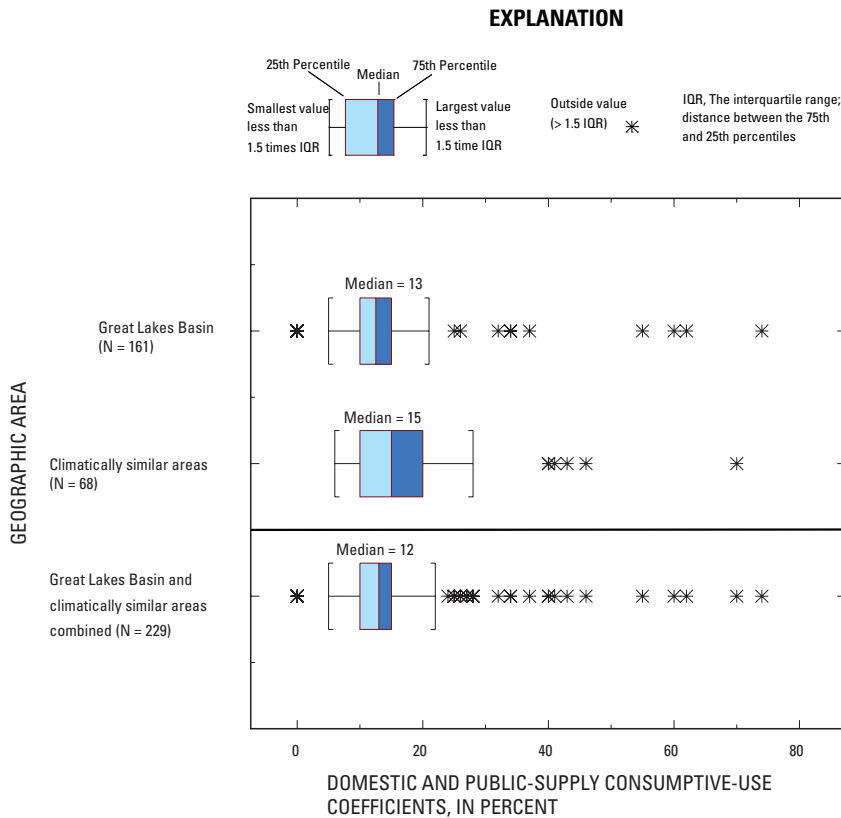 EXPLANATION
25th Percentile
Median
75th Percentile
Smallest value
less than
1.5 times IQR
Largest value
less than
1.5 time IQR
Outside value
(> 1.5 IQR)
IQR, The interquartile range;
distance between the 75th
and 25th percentiles
GEOGRAPHIC AREA
Great Lakes Basin
(N = 161)
Median = 13
Climatically similar areas
(N = 68)
Median = 15
Great Lakes Basin and
climatically similar areas
combined (N = 229)
Median = 12
0 20 40 60 80
DOMESTIC AND PUBLIC-SUPPLY CONSUMPTIVE-USE
COEFFICIENTS, IN PERCENT